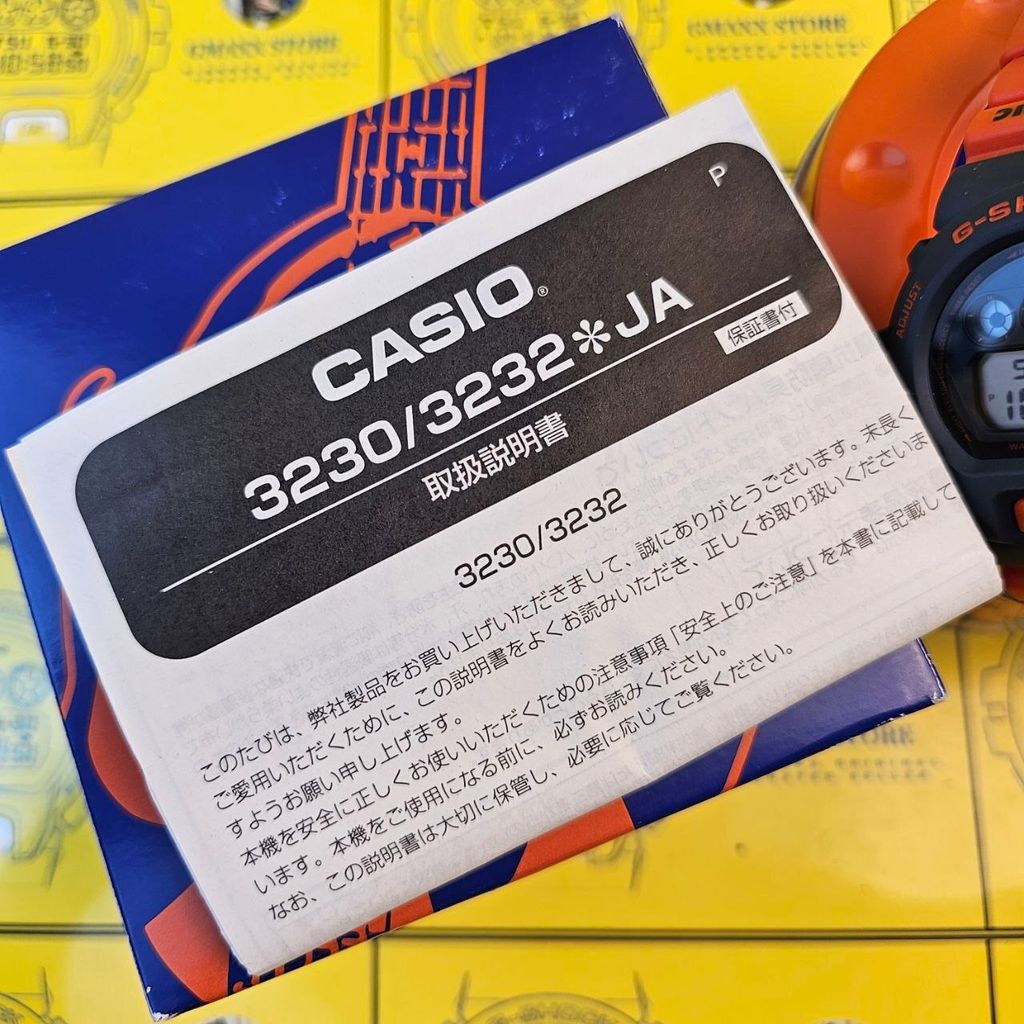 GMANX STORE
GMANX STORE
P
CASIO®
3230/3232✻JA
保証書付
取扱説明書
3230/3232
このたびは、弊社製品をお買い上げいただきまして、誠にありがとうございます。末長く
ご愛用いただくために、この説明書をよくお読みいただき、正しくお取り扱いくださいま
すようお願い申し上げます。
本機を安全に正しくお使いいただくための注意事項「安全上のご注意」を本書に記載して
います。本機をご使用になる前に、必ずお読みください。
なお、この説明書は大切に保管し、必要に応じてご覧ください。
G-SH
ADJUST
P
STORE
G-SHOCK